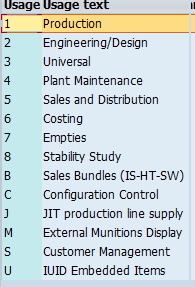 Usage Usage text
1 Production
2 Engineering/Design
3 Universal
4 Plant Maintenance
5 Sales and Distribution
6 Costing
7 Empties
8 Stability Study
B Sales Bundles (IS-HT-SW)
C Configuration Control
J JIT production line supply
M External Munitions Display
S Customer Management
U IUID Embedded Items